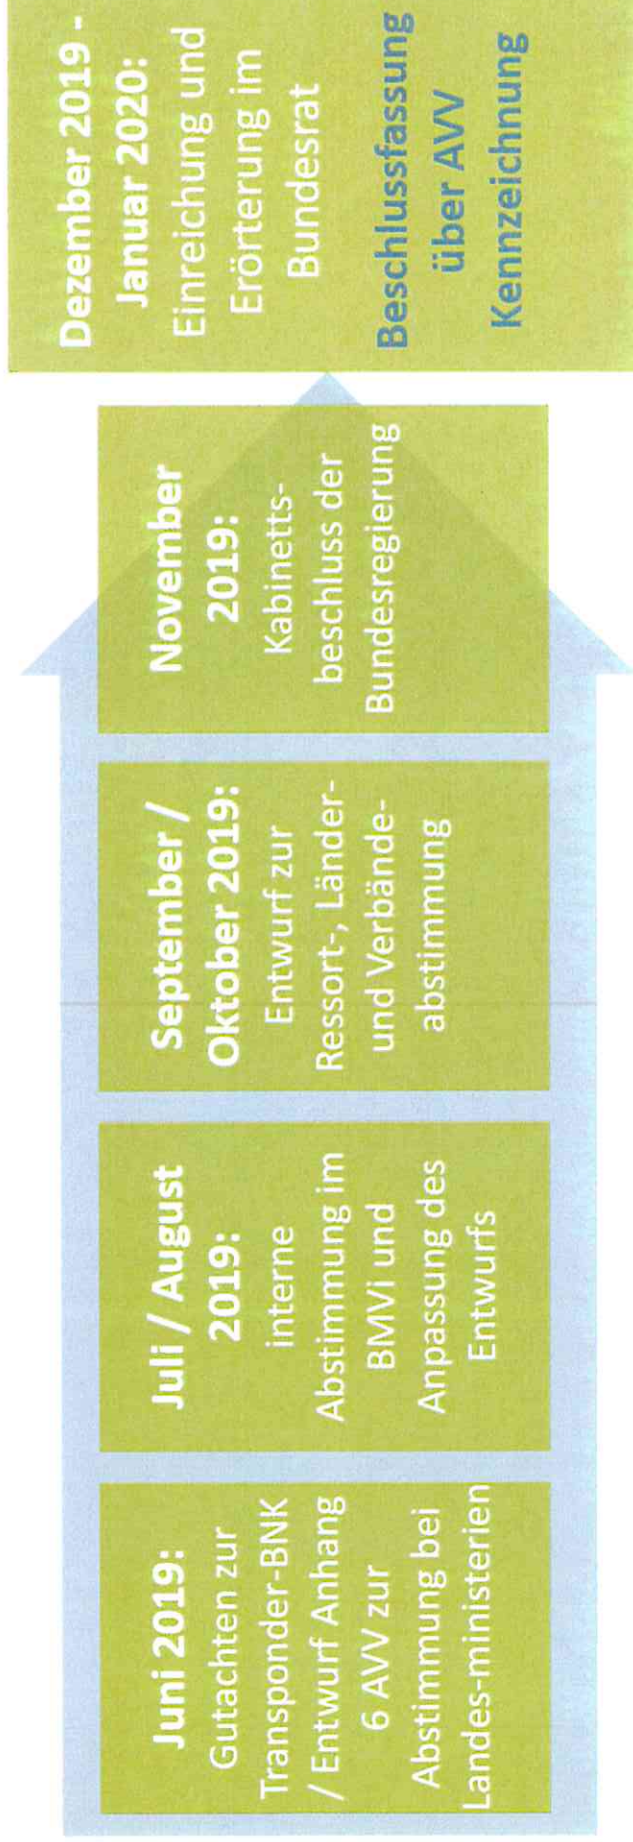 Juni 2019:
Gutachten zur
Transponder-BNK
/ Entwurf Anhang
6 AVV zur
Abstimmung bei
Landes-ministerien
Juli / August
2019:
interne
Abstimmung im
BMVi und
Anpassung des
Entwurfs
September /
Oktober 2019:
Entwurf zur
Ressort-, Länder-
und Verbände-
abstimmung
November
2019:
Kabinetts-
beschluss der
Bundesregierung
Dezember 2019 -
Januar 2020:
Einreichung und
Erörterung im
Bundesrat
Beschlussfassung
über AVV
Kennzeichnung